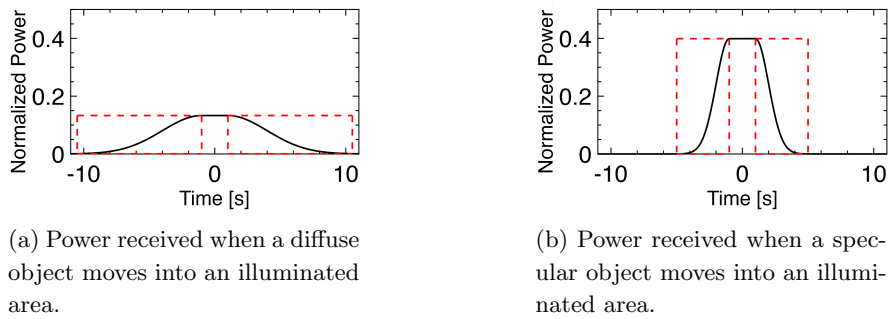 Normalized Power
0.4
0.2
0
-10
0
10
Time [s]
(a) Power received when a diffuse
object moves into an illuminated
area.
Normalized Power
0.4
0.2
0
-10
0
10
Time [s]
(b) Power received when a spec-
ular object moves into an illumi-
nated area.